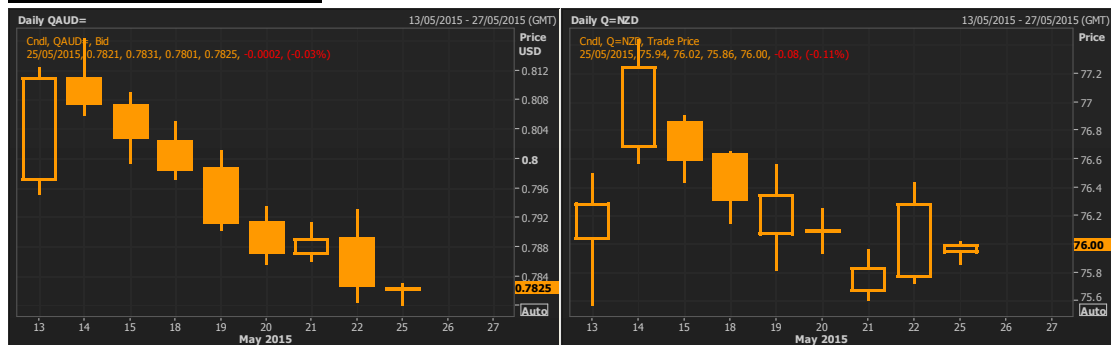 Daily QAUD=
13/05/2015 - 27/05/2015 (GMT)
Price
USD
Cndl, QAUD=, Bid
25/05/2015, 0.7821, 0.7831, 0.7801, 0.7825, -0.0002, (-0.03%)
0.812
0.808
0.804
0.8
0.796
0.792
0.788
0.784
0.7825
Auto
13 14 15 18 19 20 21 22 25 26 27
May 2015
Daily Q=NZD
13/05/2015 - 27/05/2015 (GMT)
Price
Cndl, Q=NZD, Trade Price
25/05/2015, 75.94, 76.02, 75.86, 76.00, -0.08, (-0.11%)
77.2
77
76.8
76.6
76.4
76.2
76.00
75.8
75.6
Auto
13 14 15 18 19 20 21 22 25 26 27
May 2015